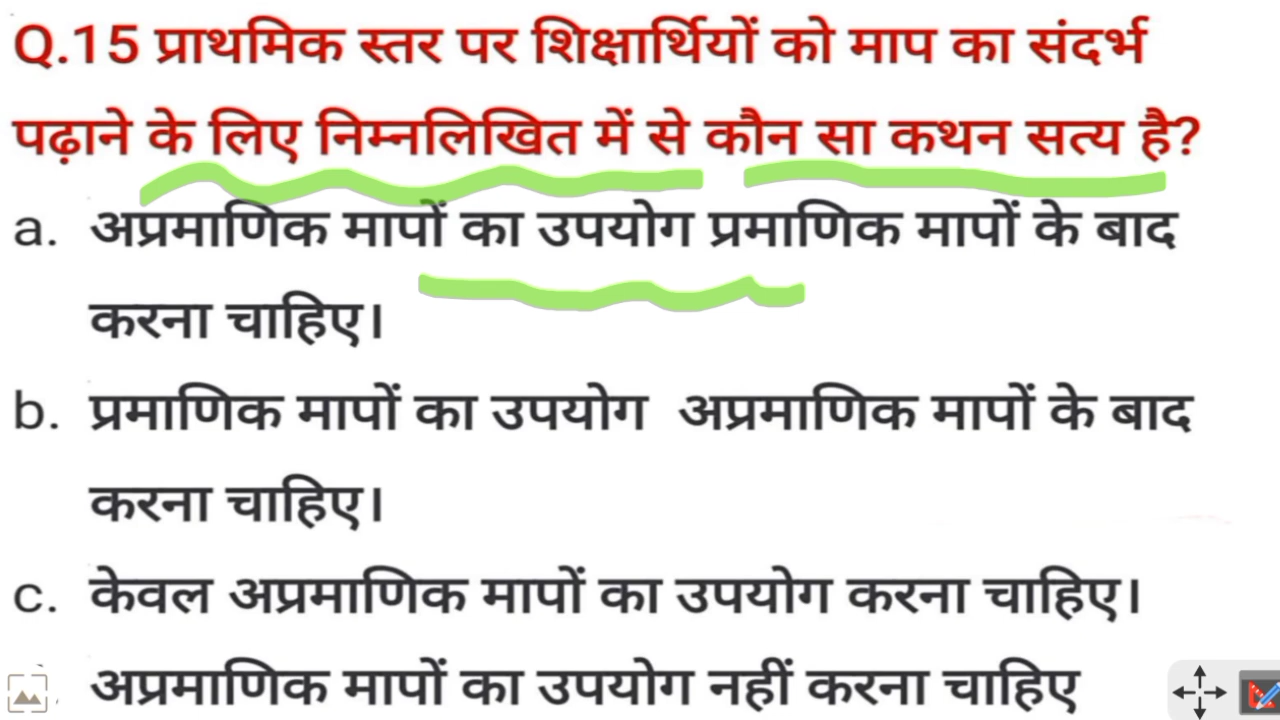 Q.15 प्राथमिक स्तर पर शिक्षार्थियों को माप का संदर्भ
पढ़ाने के लिए निम्नलिखित में से कौन सा कथन सत्य है?
a. अप्रमाणिक मापों का उपयोग प्रमाणिक मापों के बाद
करना चाहिए।
b. प्रमाणिक मापों का उपयोग अप्रमाणिक मापों के बाद
करना चाहिए।
c. केवल अप्रमाणिक मापों का उपयोग करना चाहिए।
अप्रमाणिक मापों का उपयोग नहीं करना चाहिए